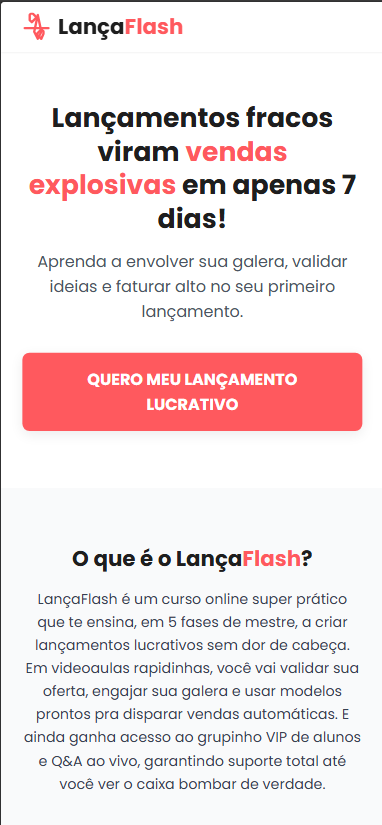 LançaFlash
Lançamentos fracos
viram vendas
explosivas em apenas 7
dias!
Aprenda a envolver sua galera, validar
ideias e faturar alto no seu primeiro
lançamento.
QUERO MEU LANÇAMENTO
LUCRATIVO
O que é o LançaFlash?
LançaFlash é um curso online super prático
que te ensina, em 5 fases de mestre, a criar
lançamentos lucrativos sem dor de cabeça.
Em videoaulas rapidinhas, você vai validar sua
oferta, engajar sua galera e usar modelos
prontos pra disparar vendas automáticas. E
ainda ganha acesso ao grupinho VIP de alunos
e Q&A ao vivo, garantindo suporte total até
você ver o caixa bombar de verdade.